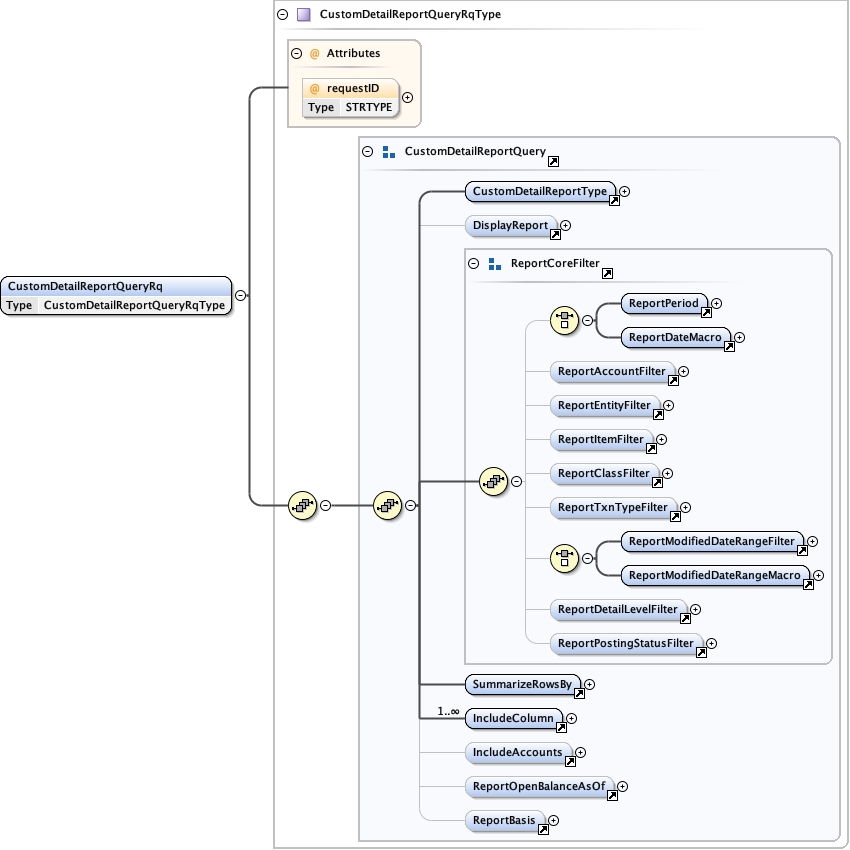 CustomDetailReportQueryRqType
@ Attributes
@ requestID
Type STRTYPE
CustomDetailReportQuery
CustomDetailReportType
DisplayReport
ReportCoreFilter
CustomDetailReportQueryRq
Type CustomDetailReportQueryRqType
ReportPeriod
ReportDateMacro
ReportAccountFilter
ReportEntityFilter
ReportItemFilter
ReportClassFilter
ReportTxnTypeFilter
ReportModifiedDateRangeFilter
ReportModifiedDateRangeMacro
ReportDetailLevelFilter
ReportPostingStatusFilter
SummarizeRowsBy
1..∞ IncludeColumn
IncludeAccounts
ReportOpenBalanceAsOf
ReportBasis